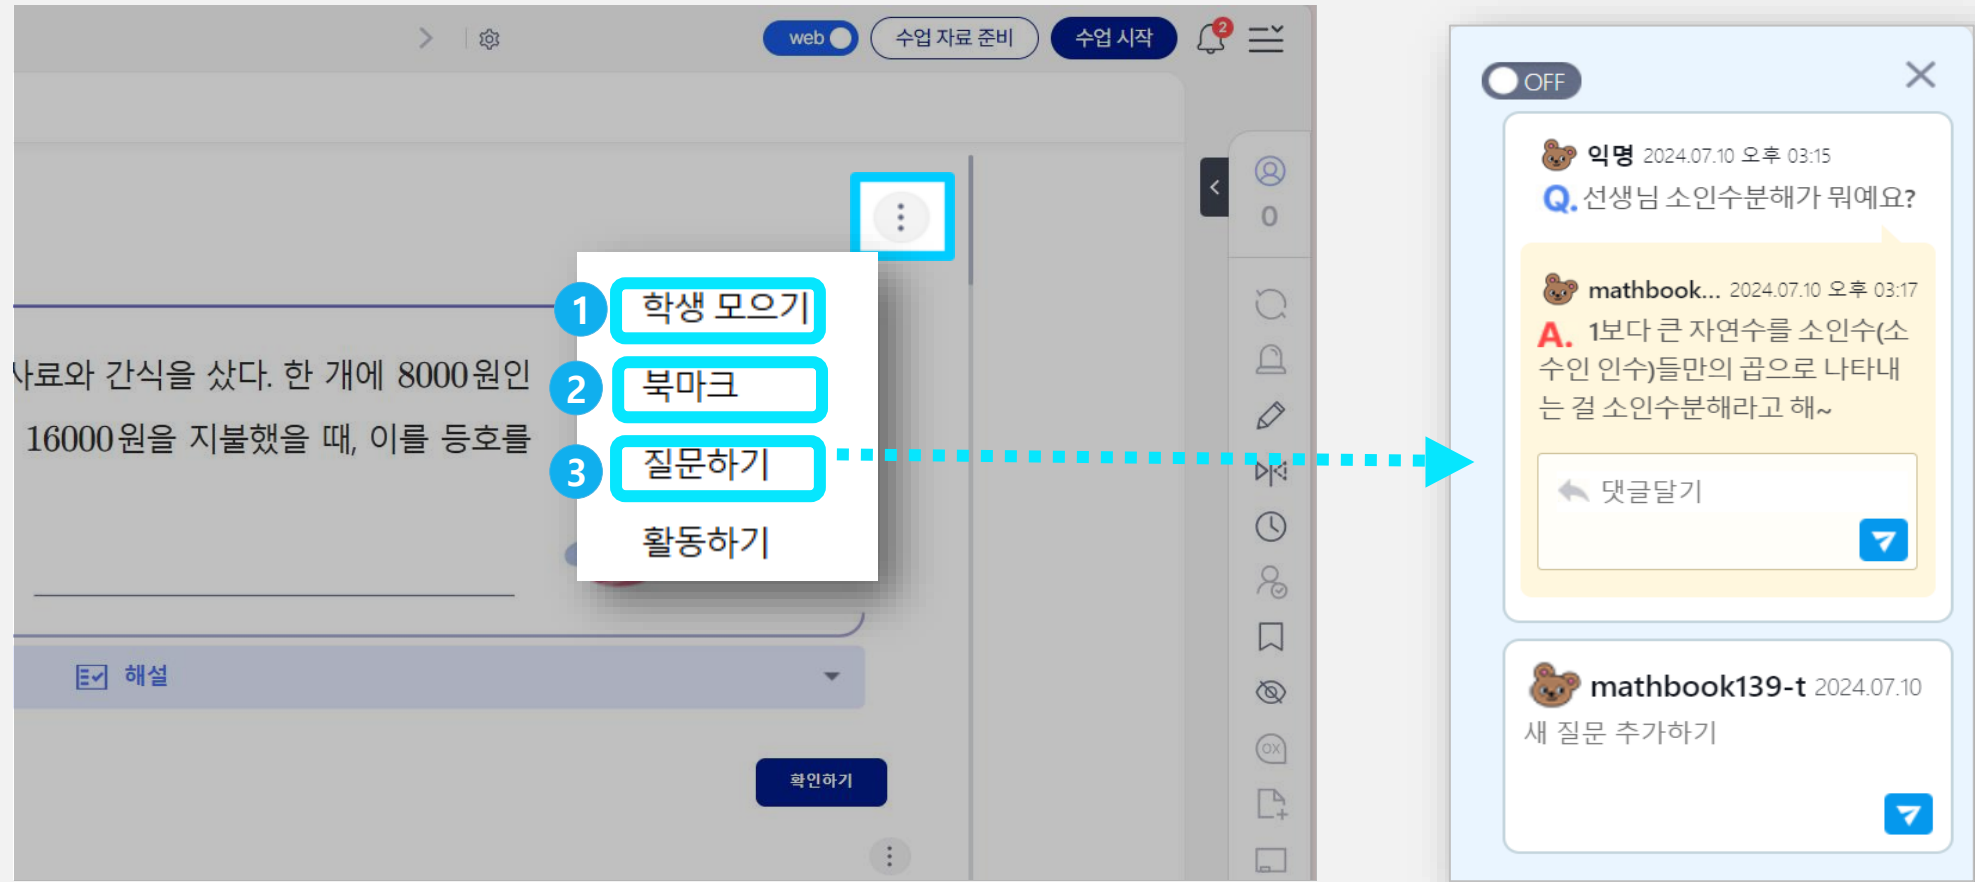 web
수업 자료 준비
수업 시작
2
0
1 학생 모으기
2 북마크
3 질문하기
활동하기
사료와 간식을 샀다. 한 개에 8000원인
16000원을 지불했을 때, 이를 등호를
해설
확인하기
OX
OFF
익명 2024.07.10 오후 03:15
Q. 선생님 소인수분해가 뭐예요?
mathbook... 2024.07.10 오후 03:17
A. 1보다 큰 자연수를 소인수(소
수인 인수)들만의 곱으로 나타내
는 걸 소인수분해라고 해~
댓글달기
mathbook139-t 2024.07.10
새 질문 추가하기